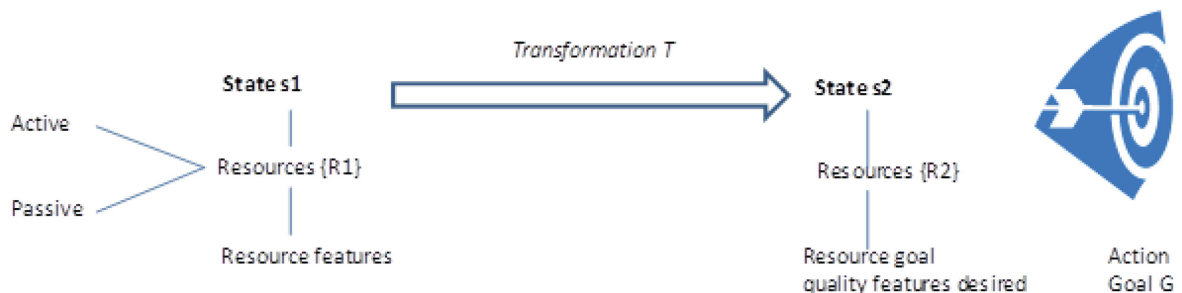 Transformation T
State s1
State s2
Active
Resources {R1}
Resources {R2}
Passive
Resource features
Resource goal
quality features desired
Action
Goal G